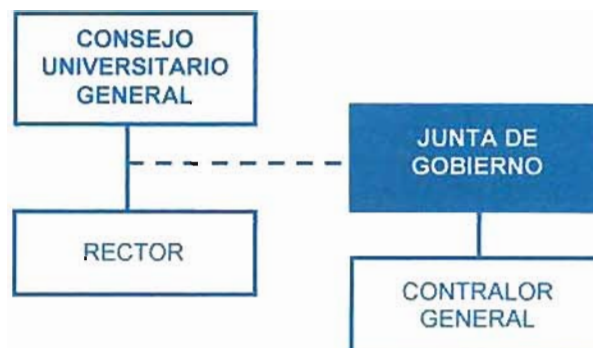 CONSEJO
UNIVERSITARIO
GENERAL
JUNTA DE
GOBIERNO
RECTOR
CONTRALOR
GENERAL